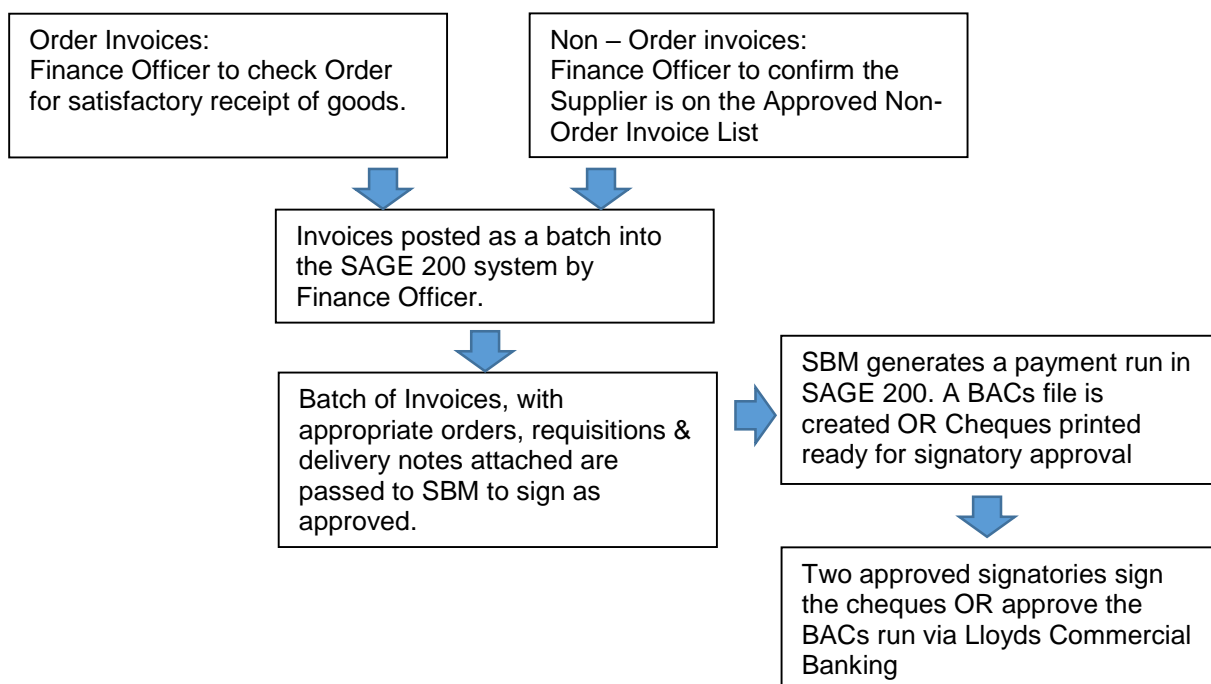 Order Invoices:
Finance Officer to check Order
for satisfactory receipt of goods.
Non – Order invoices:
Finance Officer to confirm the
Supplier is on the Approved Non-
Order Invoice List
Invoices posted as a batch into
the SAGE 200 system by
Finance Officer.
Batch of Invoices, with
appropriate orders, requisitions &
delivery notes attached are
passed to SBM to sign as
approved.
SBM generates a payment run in
SAGE 200. A BACs file is
created OR Cheques printed
ready for signatory approval
Two approved signatories sign
the cheques OR approve the
BACs run via Lloyds Commercial
Banking